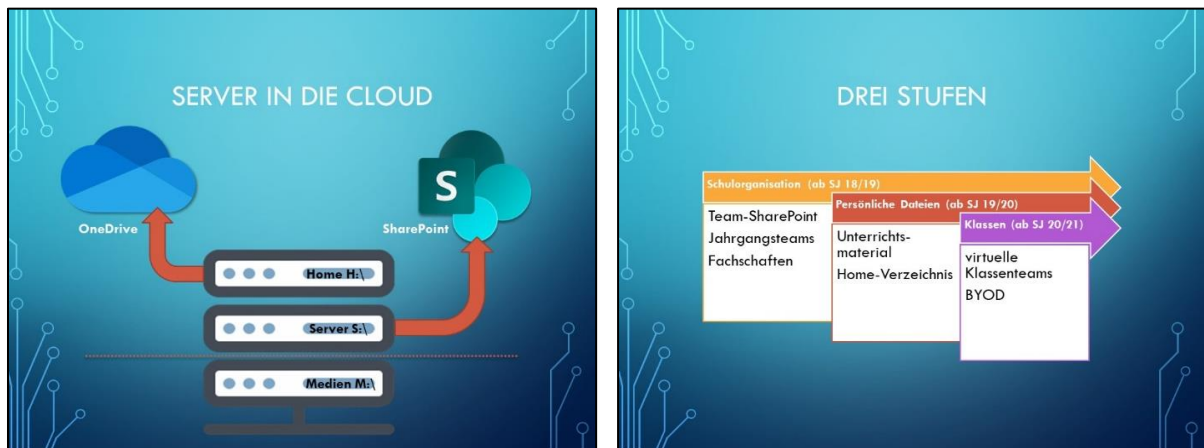 SERVER IN DIE CLOUD
OneDrive
S
SharePoint
Home H:\
Server S:\
Medien M:\
DREI STUFEN
Schulorganisation (ab SJ 18/19)
Team-SharePoint
Jahrgangsteams
Fachschaften
Persönliche Dateien (ab SJ 19/20)
Unterrichts-
material
Home-Verzeichnis
Klassen (ab SJ 20/21)
virtuelle
Klassenteams
BYOD